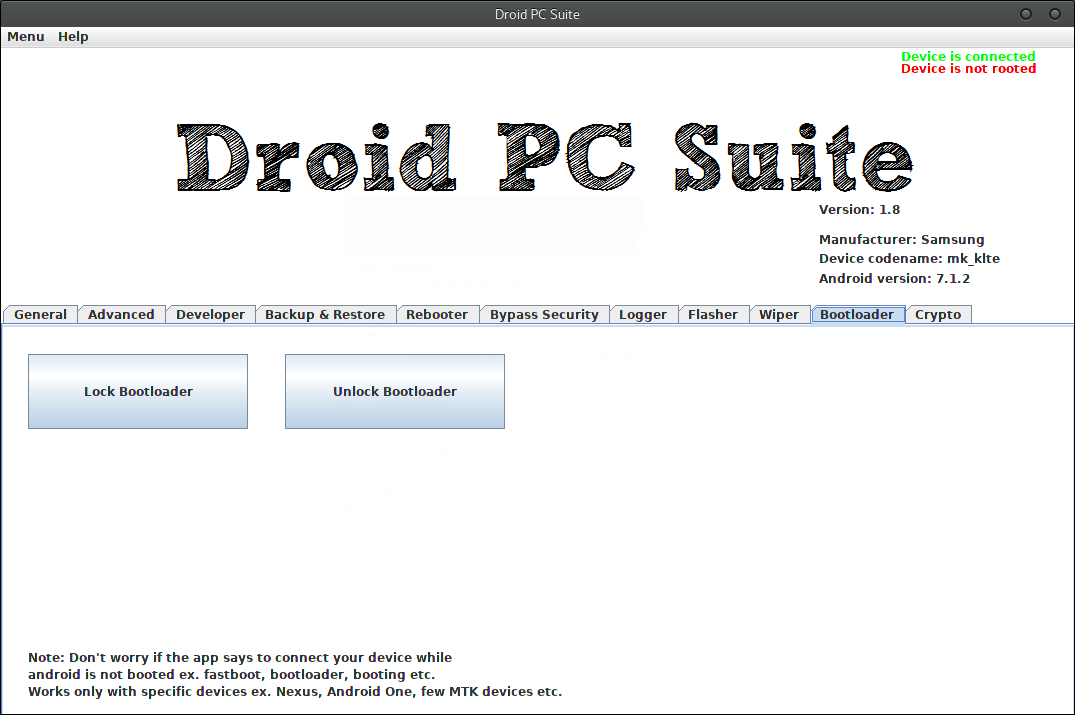 Droid PC Suite
Menu Help
Device is connected
Device is not rooted
Droid PC Suite
Version: 1.8
Manufacturer: Samsung
Device codename: mk_klte
Android version: 7.1.2
General Advanced Developer Backup & Restore Rebooter Bypass Security Logger Flasher Wiper Bootloader Crypto
Lock Bootloader Unlock Bootloader
Note: Don't worry if the app says to connect your device while
android is not booted ex. fastboot, bootloader, booting etc.
Works only with specific devices ex. Nexus, Android One, few MTK devices etc.